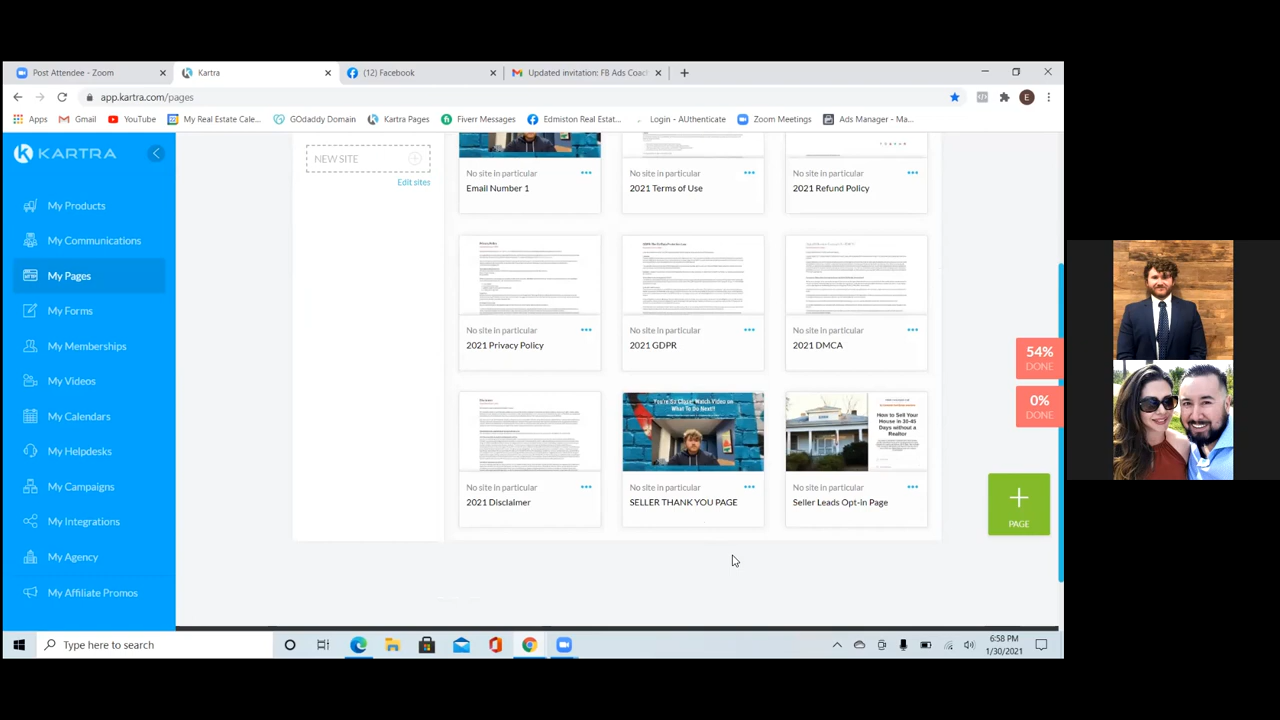 Post Attendee - Zoom
Kartra
(12) Facebook
Updated invitation: FB Ads Coac
app.kartra.com/pages
E
Apps
Gmail
YouTube
My Real Estate Cale...
GOdaddy Domain
Kartra Pages
Fiverr Messages
Edmiston Real Estat...
Login - AUthenticate
Zoom Meetings
Ads Manager - Ma...
KARTRA
My Products
My Communications
My Pages
My Forms
My Memberships
My Videos
My Calendars
My Helpdesks
My Campaigns
My Integrations
My Agency
My Affiliate Promos
NEW SITE
Edit sites
No site in particular
Email Number 1
No site in particular
2021 Terms of Use
No site in particular
2021 Refund Policy
No site in particular
2021 Privacy Policy
No site in particular
2021 GDPR
No site in particular
2021 DMCA
No site in particular
2021 Disclaimer
You're So Close! Watch Video on
What To Do Next!!
No site in particular
SELLER THANK YOU PAGE
How to Sell Your
House in 30-45
Days without a
Realtor
No site in particular
Seller Leads Opt-in Page
54%
DONE
0%
DONE
PAGE
Type here to search
6:58 PM
1/30/2021